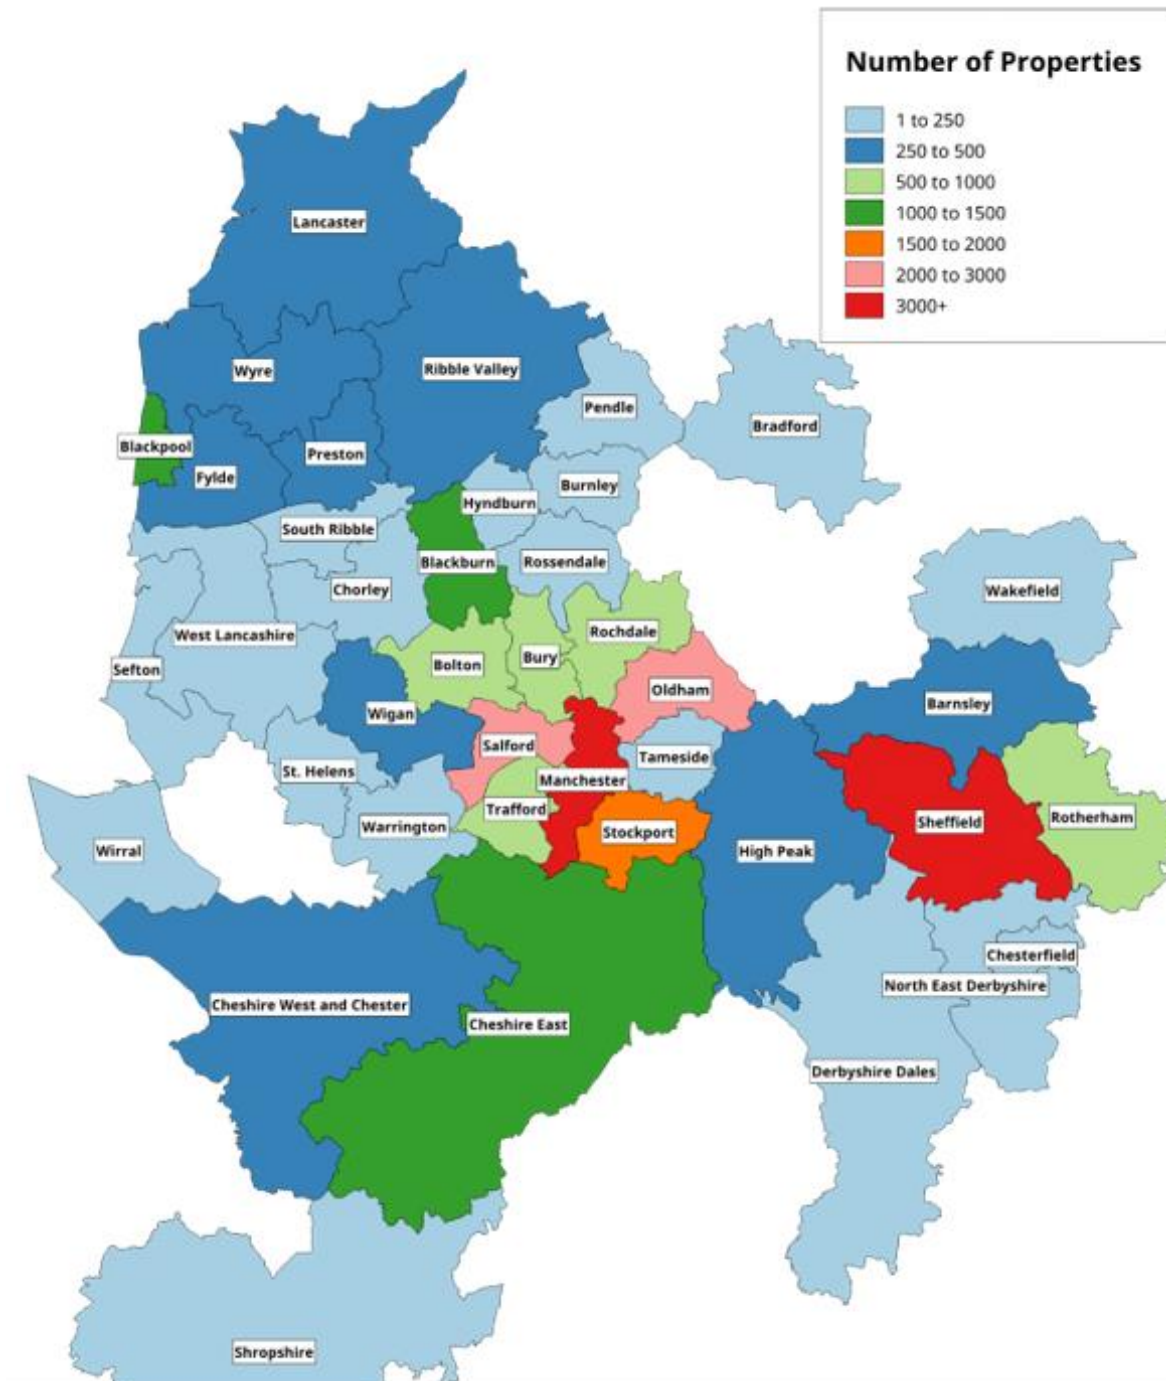 Number of Properties
1 to 250
250 to 500
500 to 1000
1000 to 1500
1500 to 2000
2000 to 3000
3000+
Lancaster
Wyre
Ribble Valley
Pendle
Bradford
Blackpool
Preston
Fylde
Burnley
Hyndburn
South Ribble
Blackburn
Rossendale
Chorley
Wakefield
West Lancashire
Rochdale
Bury
Bolton
Sefton
Oldham
Barnsley
Wigan
Salford
Tameside
St. Helens
Manchester
Trafford
Rotherham
Sheffield
Warrington
Stockport
Wirral
High Peak
Chesterfield
North East Derbyshire
Cheshire West and Chester
Cheshire East
Derbyshire Dales
Shropshire